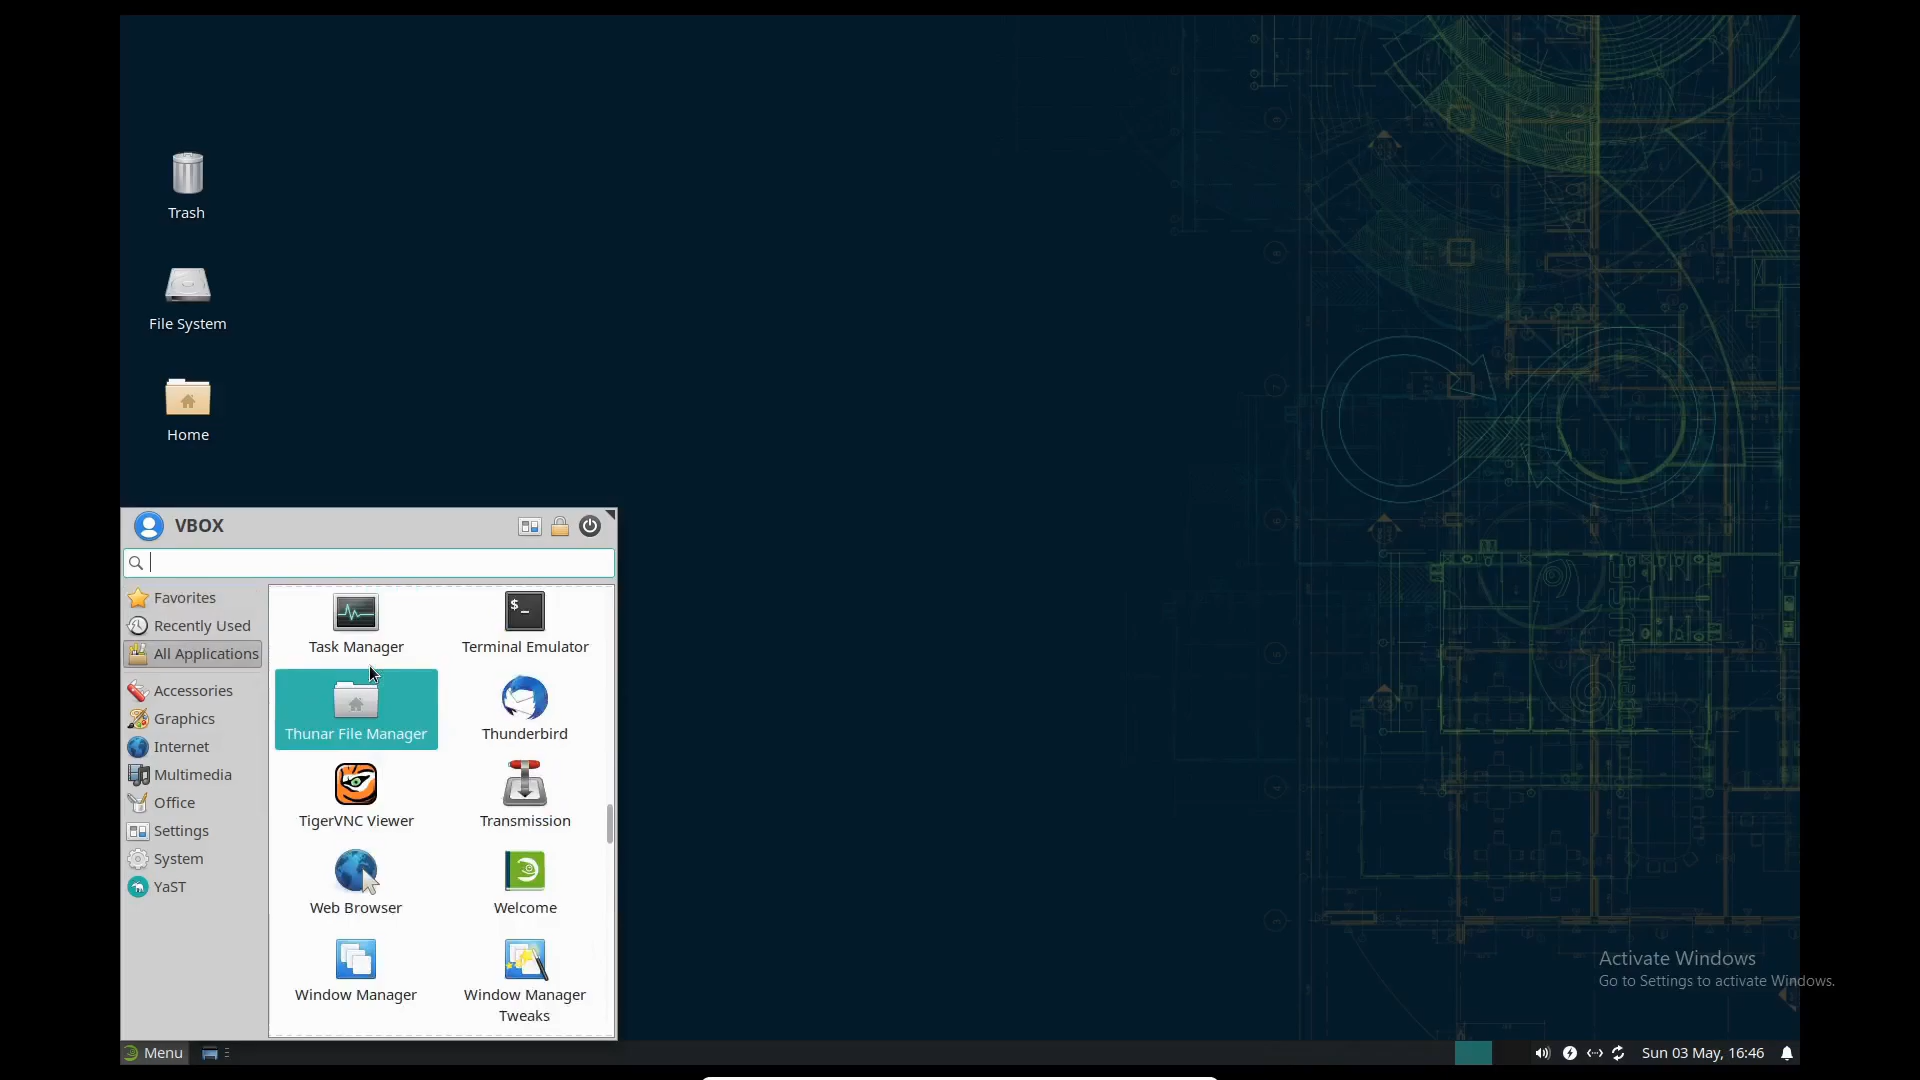 Trash
File System
Home
VBOX
Favorites
Recently Used
All Applications
Accessories
Graphics
Internet
Multimedia
Office
Settings
System
YaST
Task Manager
Terminal Emulator
$_
Thunar File Manager
Thunderbird
TigerVNC Viewer
Transmission
Web Browser
Welcome
Window Manager
Window Manager
Tweaks
Activate Windows
Go to Settings to activate Windows.
Menu
Sun 03 May, 16:46